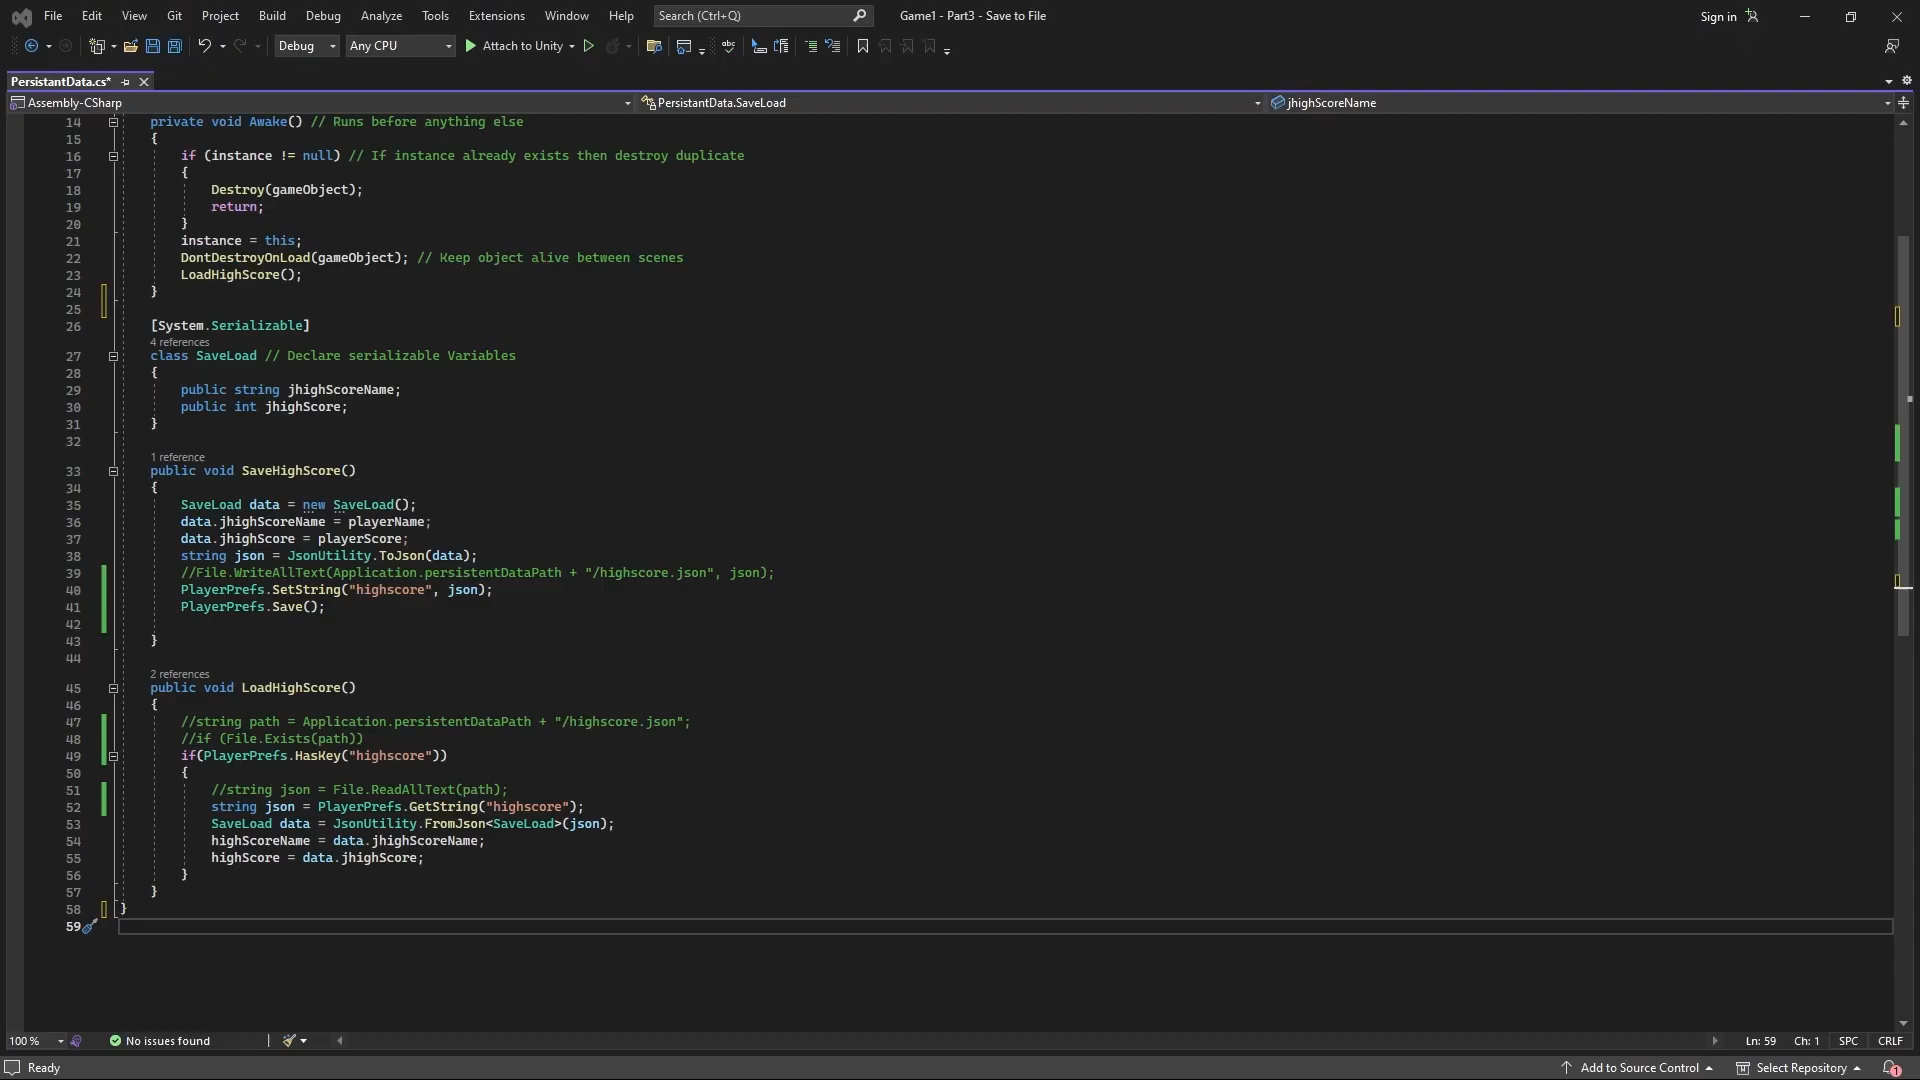 File Edit View Git Project Build Debug Analyze Tools Extensions Window Help Search (Ctrl+Q) Game1 - Part3 - Save to File Sign in
Debug Any CPU Attach to Unity
PersistantData.cs*
Assembly-CSharp PersistantData.SaveLoad jhighScoreName
14 private void Awake() // Runs before anything else
15 {
16 if (instance != null) // If instance already exists then destroy duplicate
17 {
18 Destroy(gameObject);
19 return;
20 }
21 instance = this;
22 DontDestroyOnLoad(gameObject); // Keep object alive between scenes
23 LoadHighScore();
24 }
25
26 [System.Serializable]
4 references
27 class SaveLoad // Declare serializable Variables
28 {
29 public string jhighScoreName;
30 public int jhighScore;
31 }
32
1 reference
33 public void SaveHighScore()
34 {
35 SaveLoad data = new SaveLoad();
36 data.jhighScoreName = playerName;
37 data.jhighScore = playerScore;
38 string json = JsonUtility.ToJson(data);
39 //File.WriteAllText(Application.persistentDataPath + "/highscore.json", json);
40 PlayerPrefs.SetString("highscore", json);
41 PlayerPrefs.Save();
42
43 }
44
2 references
45 public void LoadHighScore()
46 {
47 //string path = Application.persistentDataPath + "/highscore.json";
48 //if (File.Exists(path))
49 if(PlayerPrefs.HasKey("highscore"))
50 {
51 //string json = File.ReadAllText(path);
52 string json = PlayerPrefs.GetString("highscore");
53 SaveLoad data = JsonUtility.FromJson<SaveLoad>(json);
54 highScoreName = data.jhighScoreName;
55 highScore = data.jhighScore;
56 }
57 }
58 }
59
100 % No issues found Ln: 59 Ch: 1 SPC CRLF
Ready Add to Source Control Select Repository 1